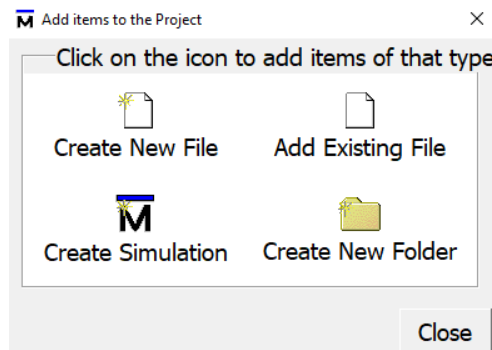 Add items to the Project
Click on the icon to add items of that type
Create New File
Add Existing File
Create Simulation
Create New Folder
Close